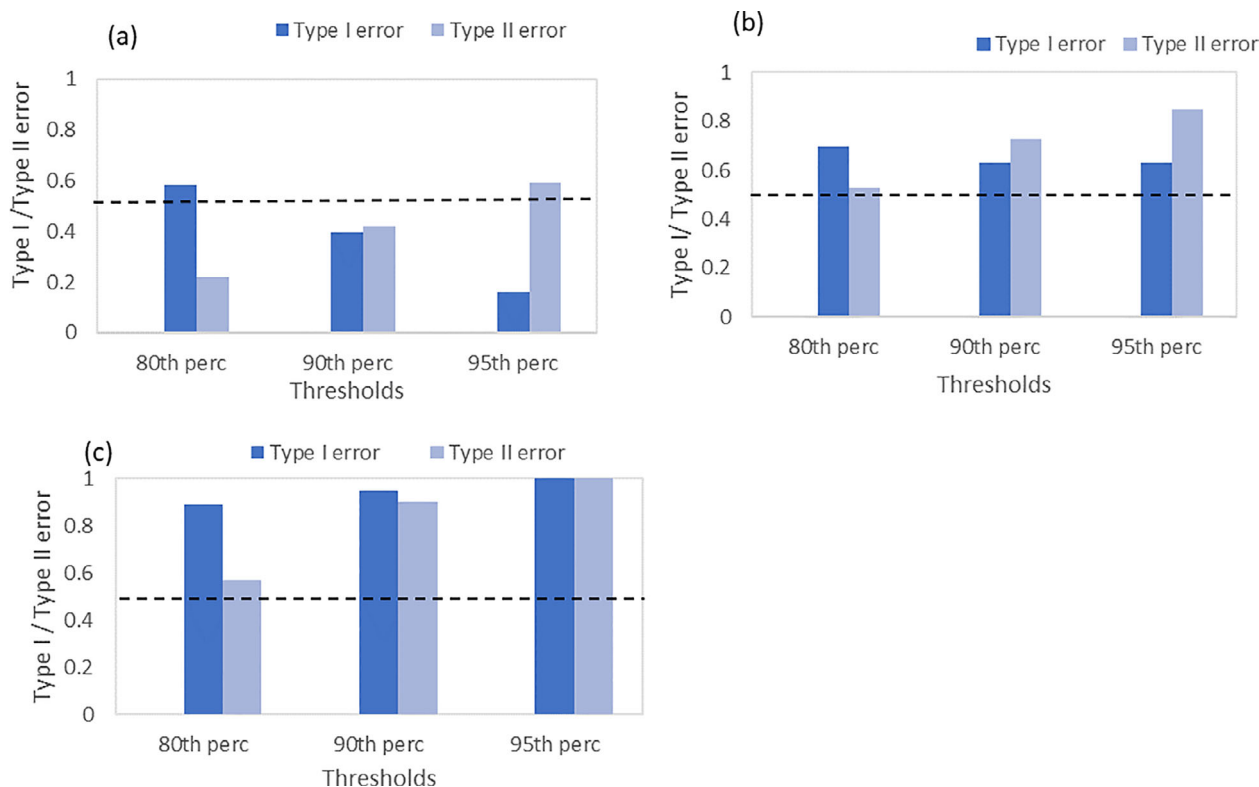 (a)
Type I error Type II error
Type I /Type II error
1
0.8
0.6
0.4
0.2
0
80th perc 90th perc 95th perc
Thresholds
(b)
Type I error Type II error
Type I/ Type II error
1
0.8
0.6
0.4
0.2
0
80th perc 90th perc 95th perc
Thresholds
(c)
Type I error Type II error
Type I / Type II error
1
0.8
0.6
0.4
0.2
0
80th perc 90th perc 95th perc
Thresholds